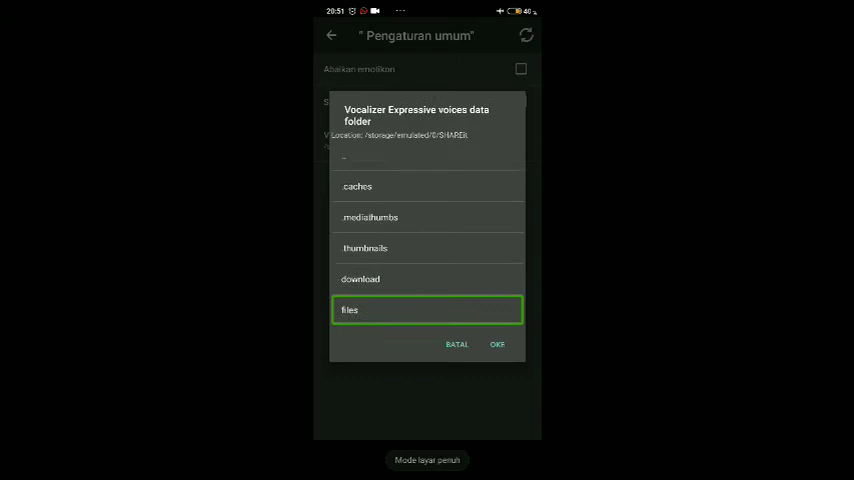 20:51 ... 40%
" Pengaturan umum"
Abaikan emotikon
S
Vocalizer Expressive voices data
folder
V
Location: /storage/emulated/0/SHAREit
..
.caches
.mediathumbs
.thumbnails
download
files
BATAL OKE
Mode layar penuh